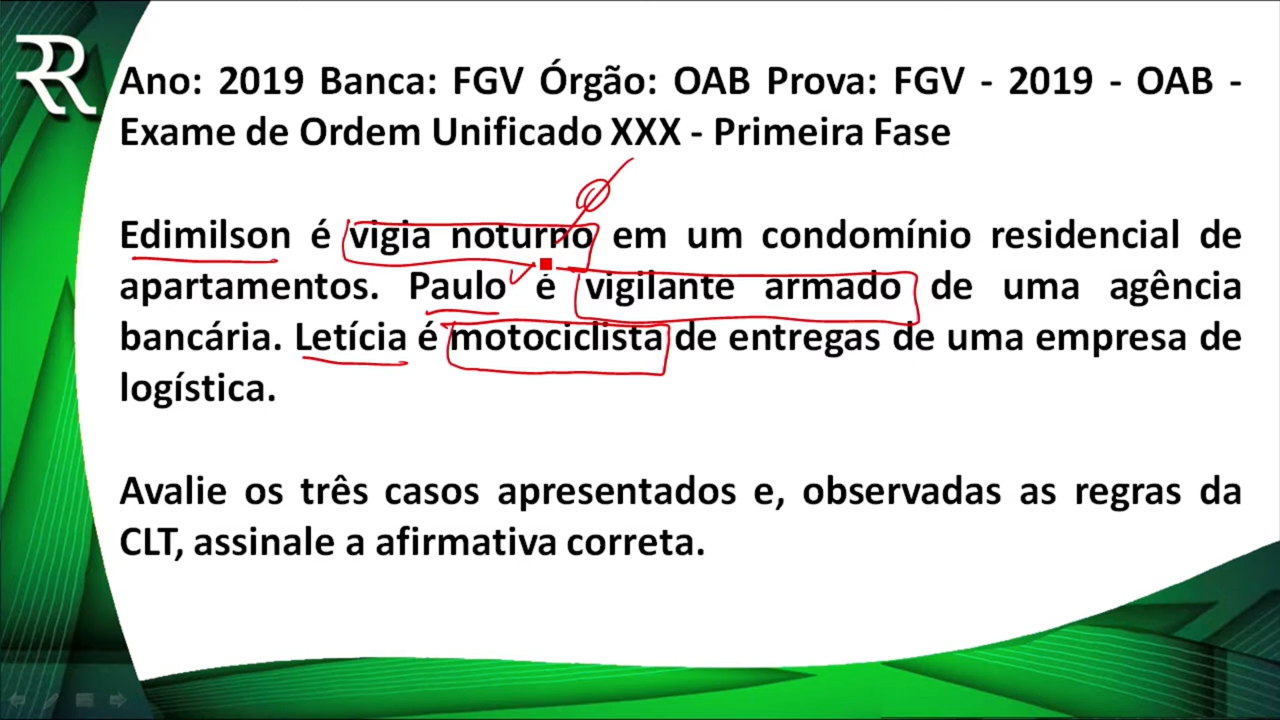 Ano: 2019 Banca: FGV Órgão: OAB Prova: FGV - 2019 - OAB -
Exame de Ordem Unificado XXX - Primeira Fase
Edimilson é vigia noturno em um condomínio residencial de
apartamentos. Paulo é vigilante armado de uma agência
bancária. Letícia é motociclista de entregas de uma empresa de
logística.
Avalie os três casos apresentados e, observadas as regras da
CLT, assinale a afirmativa correta.